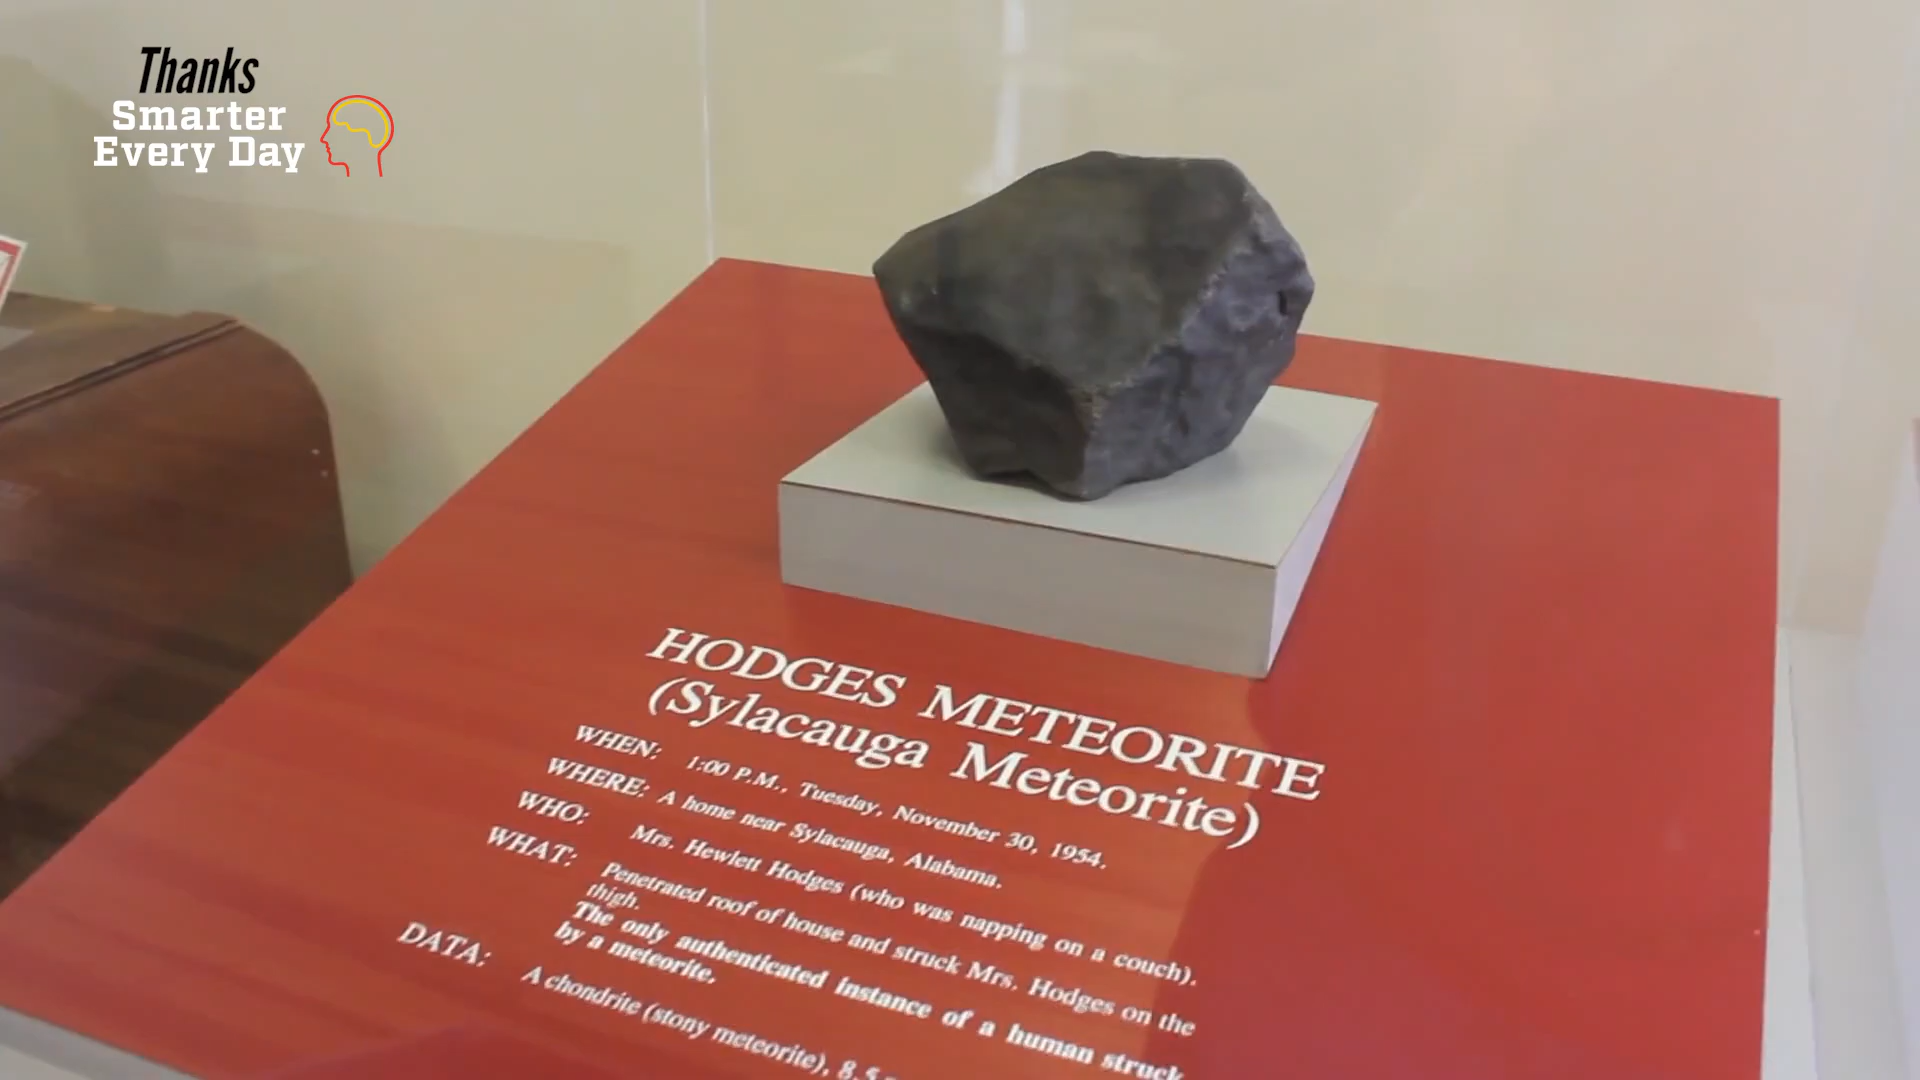 Thanks
Smarter
Every Day
HODGES METEORITE
(Sylacauga Meteorite)
WHEN: 1:00 P.M., Tuesday, November 30, 1954.
WHERE: A home near Sylacauga, Alabama.
WHO: Mrs. Hewlett Hodges (who was napping on a couch).
WHAT: Penetrated roof of house and struck Mrs. Hodges on the
thigh.
The only authenticated instance of a human struck
by a meteorite.
DATA: A chondrite (stony meteorite), 8.5